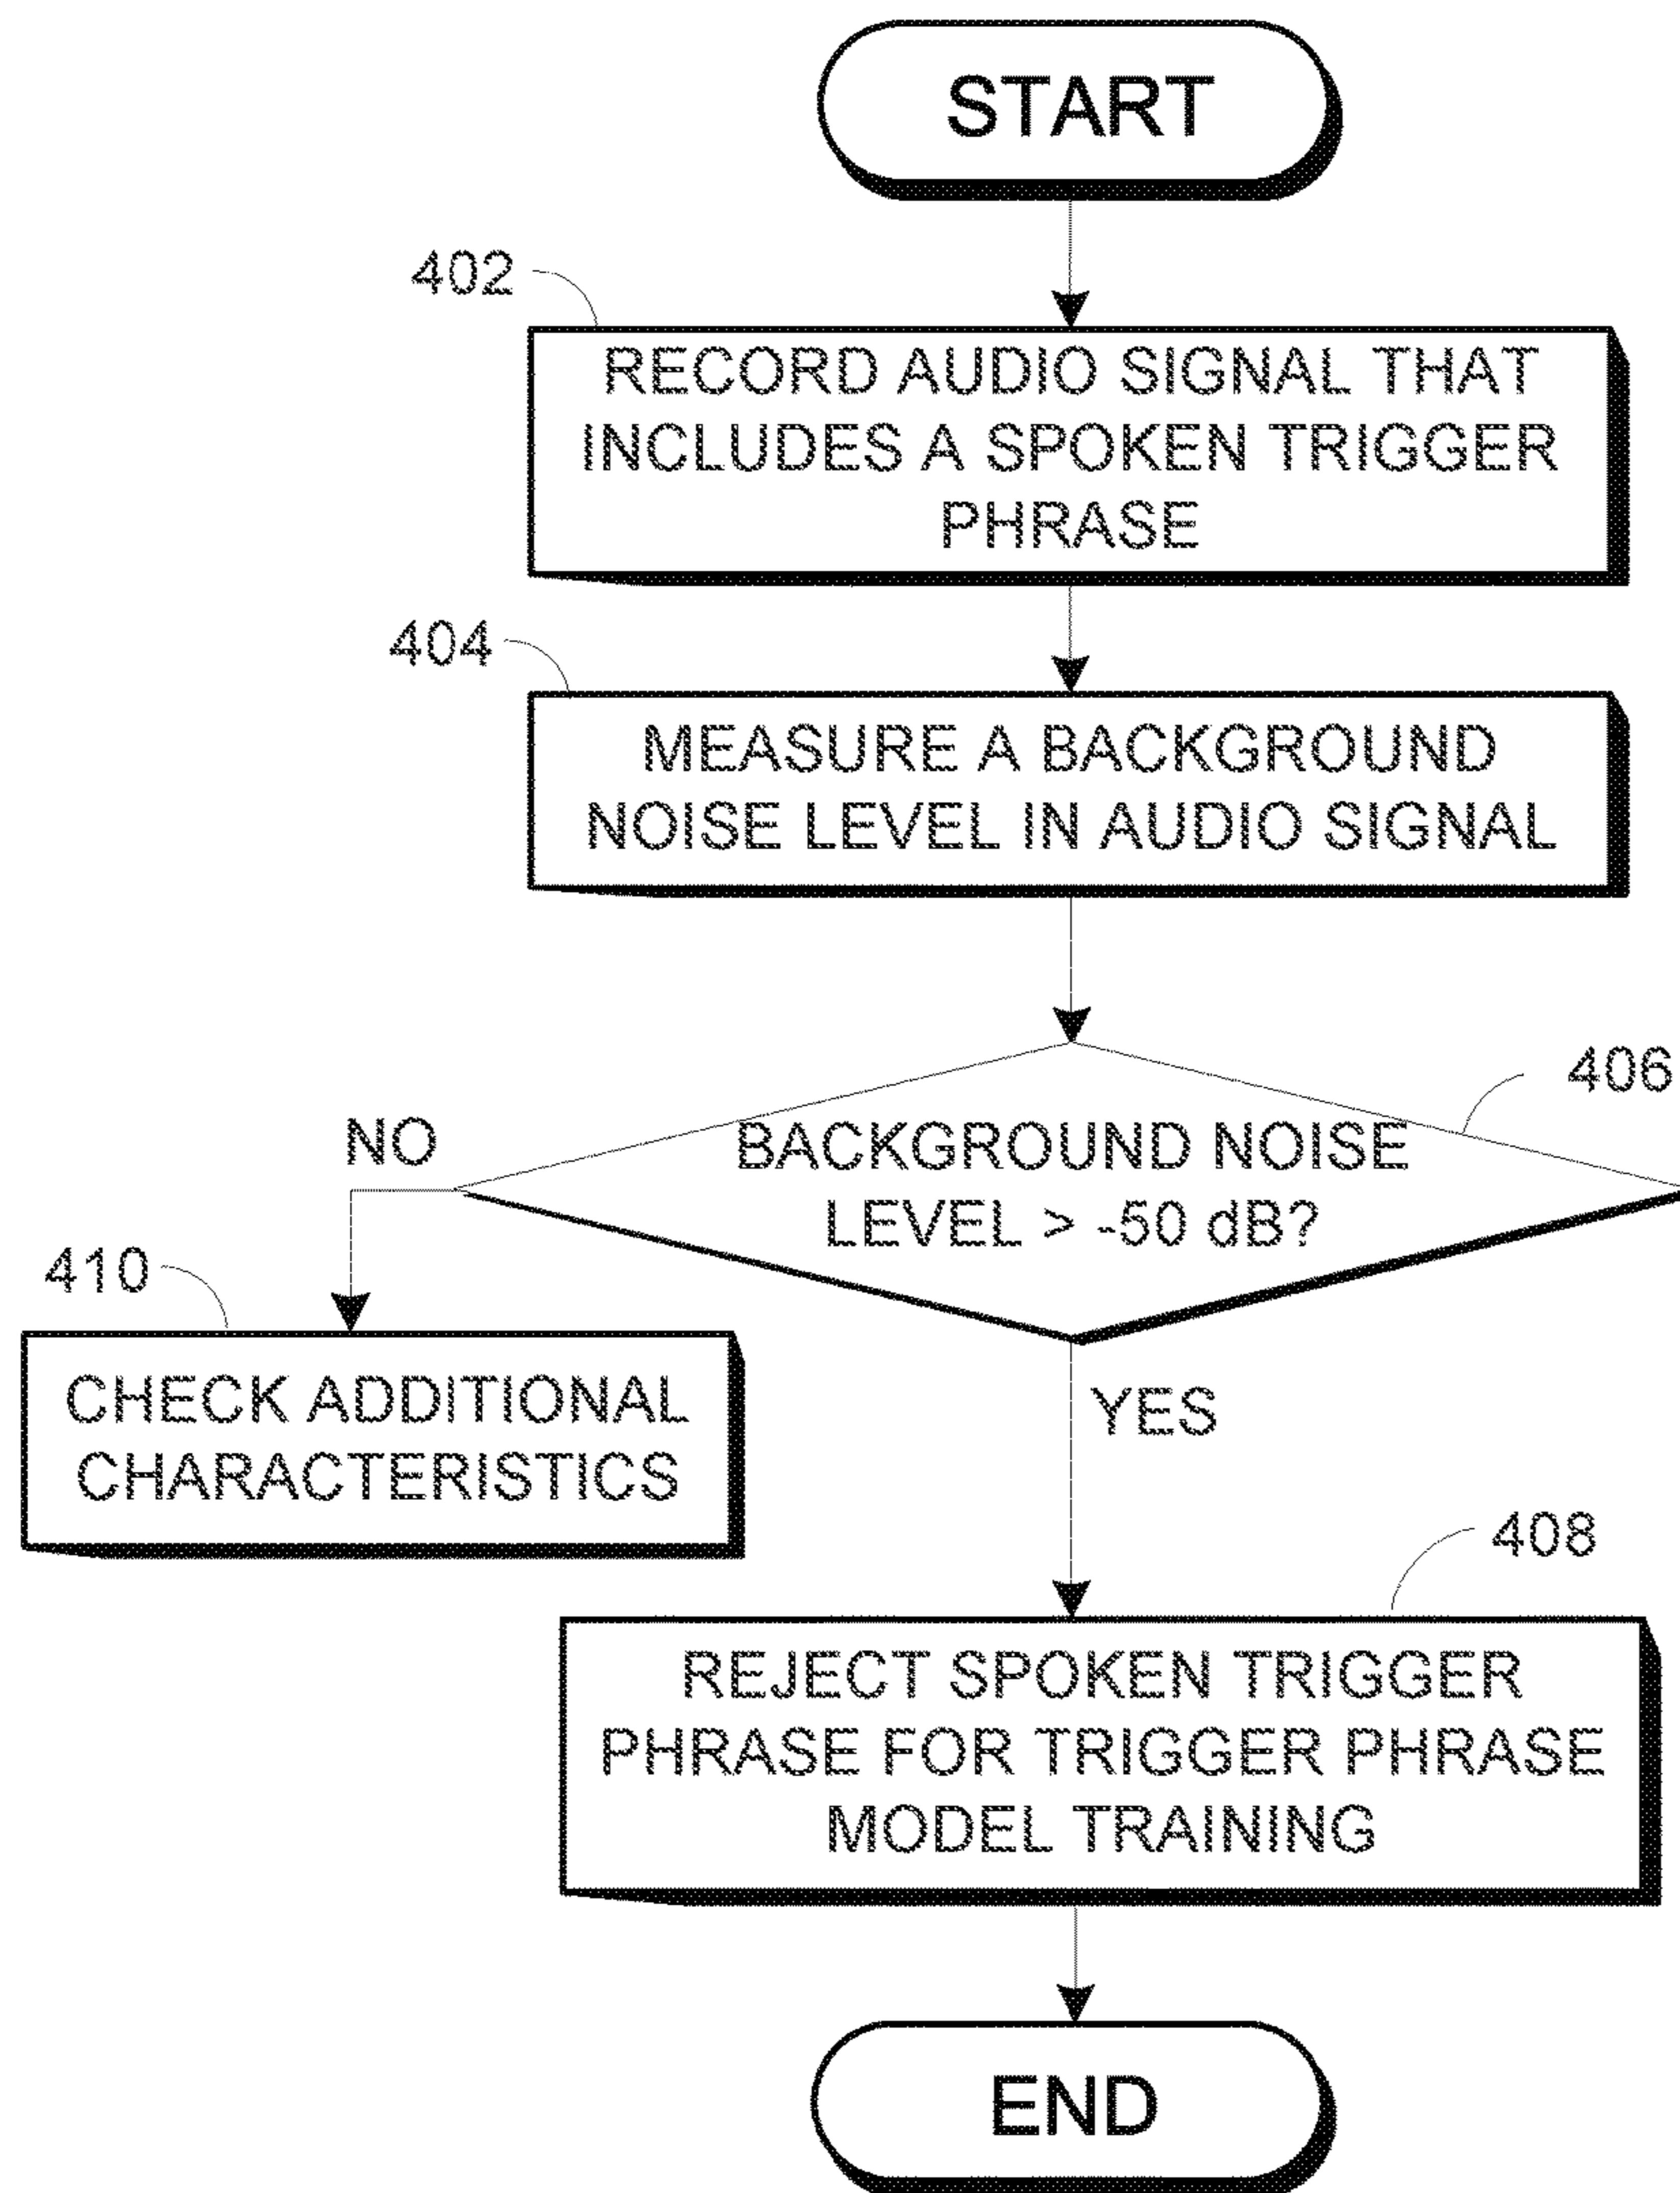 START
402
RECORD AUDIO SIGNAL THAT
INCLUDES A SPOKEN TRIGGER
PHRASE
404
MEASURE A BACKGROUND
NOISE LEVEL IN AUDIO SIGNAL
406
NO
BACKGROUND NOISE
LEVEL > -50 dB?
410
CHECK ADDITIONAL
CHARACTERISTICS
YES
408
REJECT SPOKEN TRIGGER
PHRASE FOR TRIGGER PHRASE
MODEL TRAINING
END